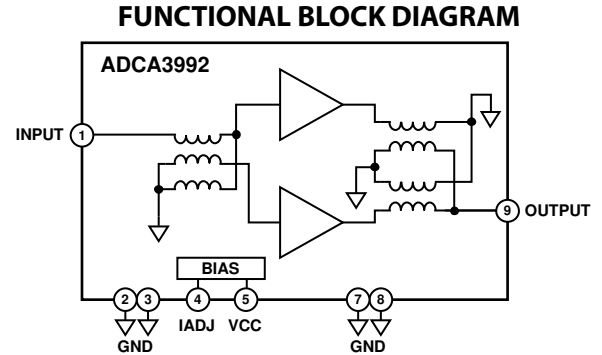 FUNCTIONAL BLOCK DIAGRAM
ADCA3992
INPUT 1
9 OUTPUT
BIAS
2 3 4 5 7 8
IADJ VCC
GND GND